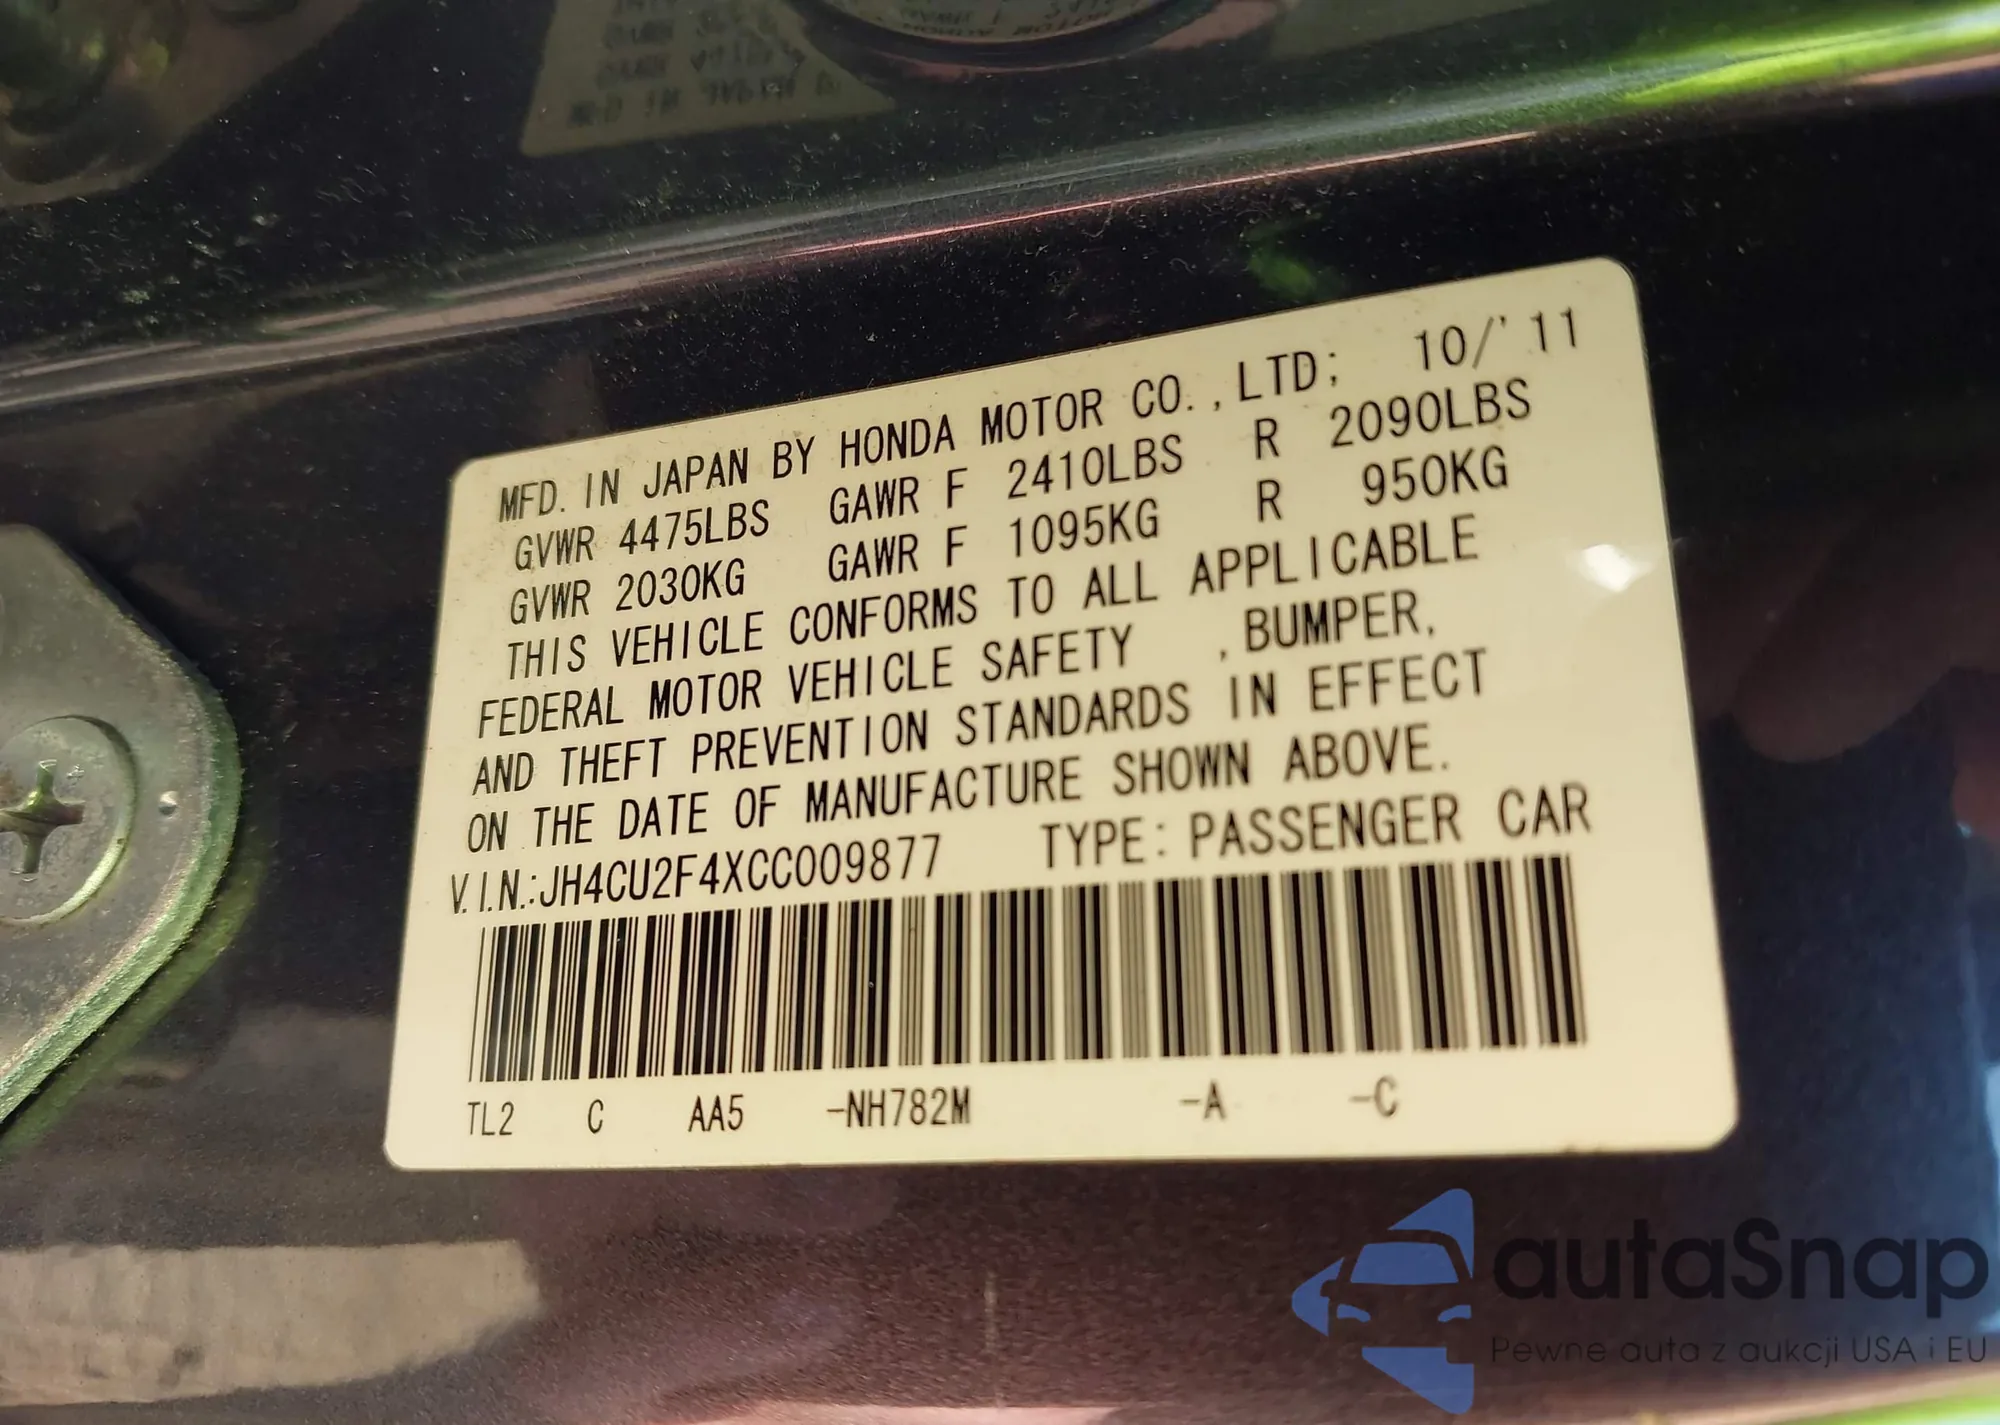 MFD. IN JAPAN BY HONDA MOTOR CO., LTD; 10/'11
GVWR 4475LBS GAWR F 2410LBS R 2090LBS
GVWR 2030KG GAWR F 1095KG R 950KG
THIS VEHICLE CONFORMS TO ALL APPLICABLE
FEDERAL MOTOR VEHICLE SAFETY , BUMPER,
AND THEFT PREVENTION STANDARDS IN EFFECT
ON THE DATE OF MANUFACTURE SHOWN ABOVE.
V.I.N.:JH4CU2F4XCC009877 TYPE: PASSENGER CAR
TL2 C AA5 -NH782M -A -C
autaSnap
Pewne auta z aukcji USA i EU